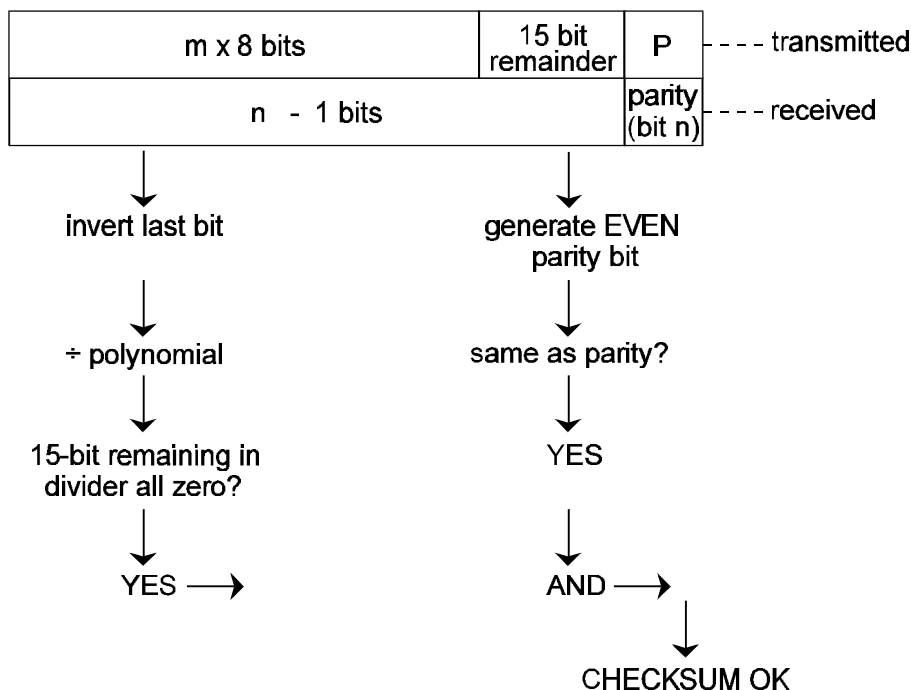 m x 8 bits
15 bit
remainder
P
transmitted
n - 1 bits
parity
(bit n)
received
invert last bit
generate EVEN
parity bit
÷ polynomial
same as parity?
15-bit remaining in
divider all zero?
YES
YES
AND
CHECKSUM OK